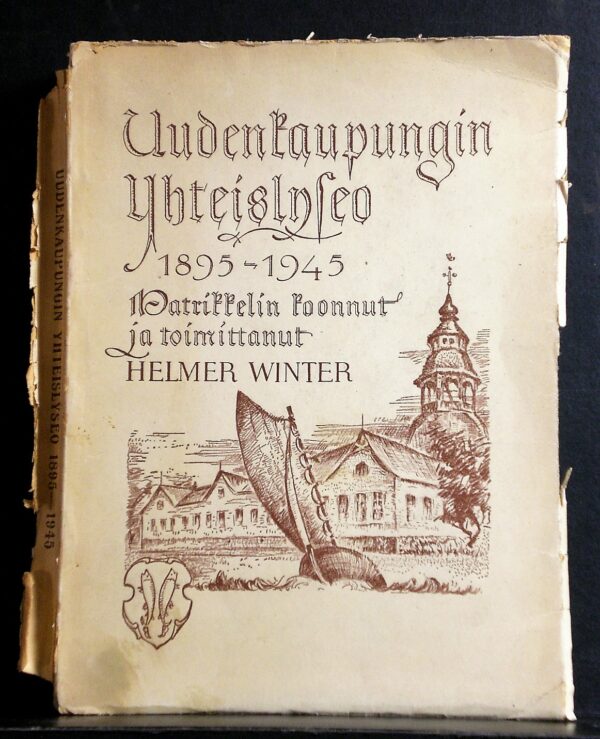 Uudenkaupungin
Yhteislyseo
1895-1945
Matrikkelin koonnut
ja toimittanut
HELMER WINTER
UUDENKAUPUNGIN YHTEISLYSEO 1895-1945